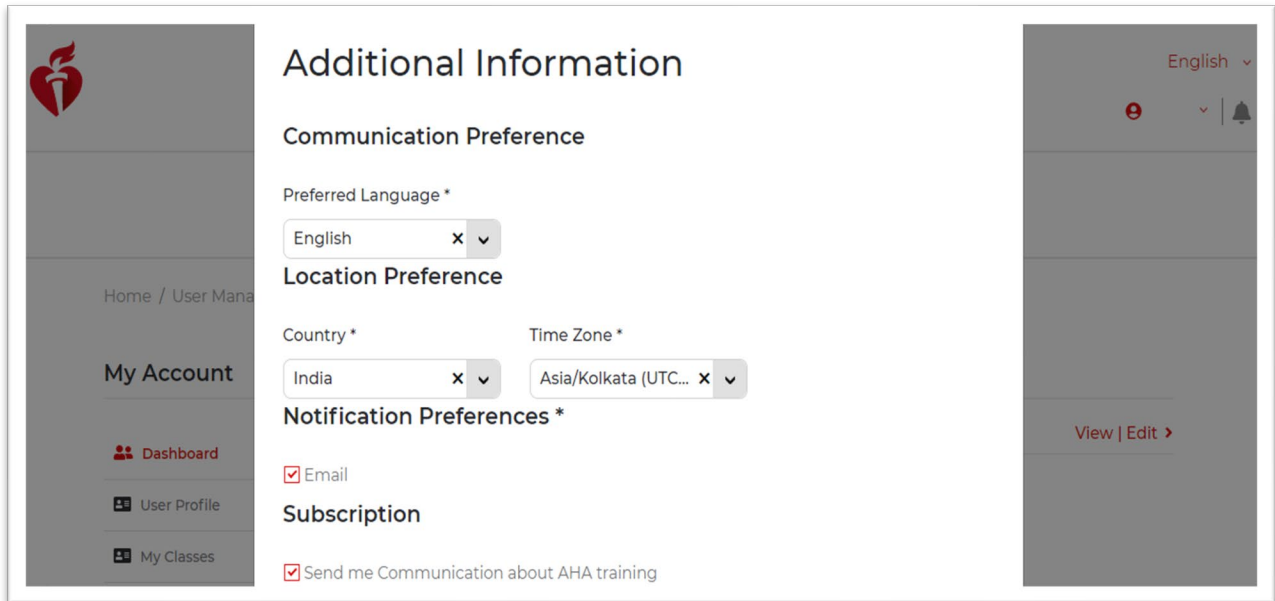 Additional Information
English
Communication Preference
Preferred Language *
English
Location Preference
Home / User Mana
Country *
Time Zone *
My Account
India
Asia/Kolkata (UTC...
Notification Preferences *
View | Edit
Dashboard
Email
User Profile
Subscription
My Classes
Send me Communication about AHA training